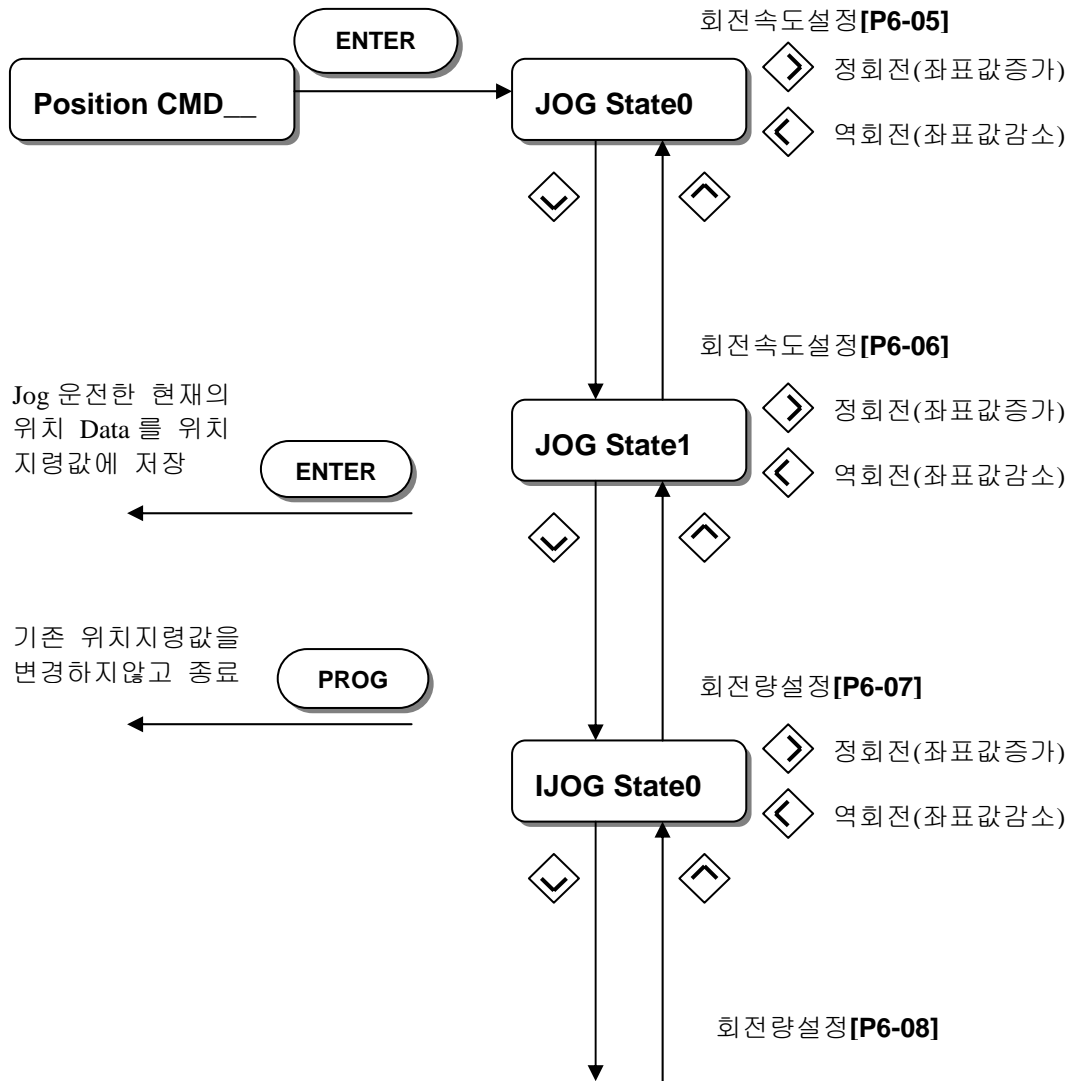 회전속도설정[P6-05]
ENTER
Position CMD__
JOG State0
정회전(좌표값증가)
역회전(좌표값감소)
회전속도설정[P6-06]
Jog 운전한 현재의
위치 Data 를 위치
지령값에 저장
ENTER
JOG State1
정회전(좌표값증가)
역회전(좌표값감소)
기존 위치지령값을
변경하지않고 종료
PROG
회전량설정[P6-07]
IJOG State0
정회전(좌표값증가)
역회전(좌표값감소)
회전량설정[P6-08]